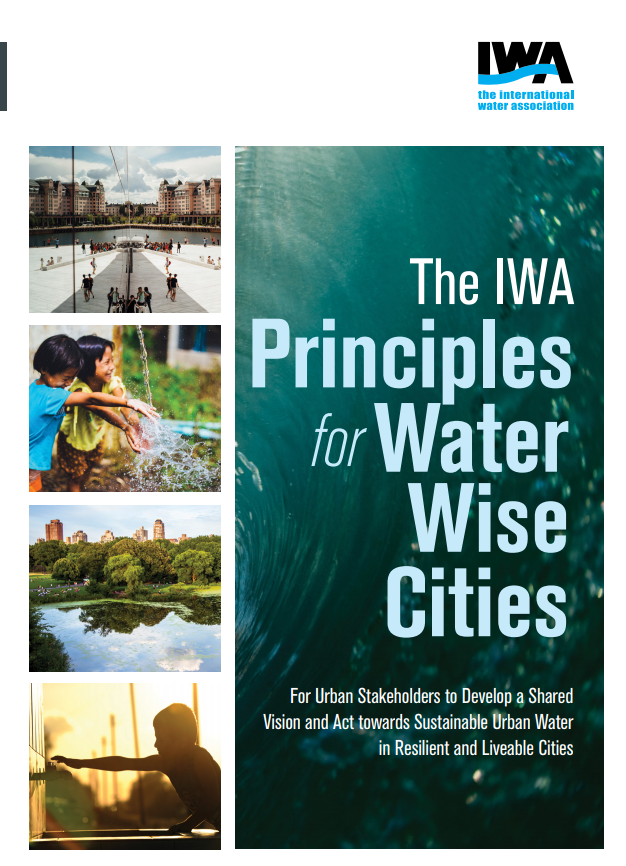 IWA
the international
water association
The IWA
Principles
for Water
Wise
Cities
For Urban Stakeholders to Develop a Shared
Vision and Act towards Sustainable Urban Water
in Resilient and Liveable Cities